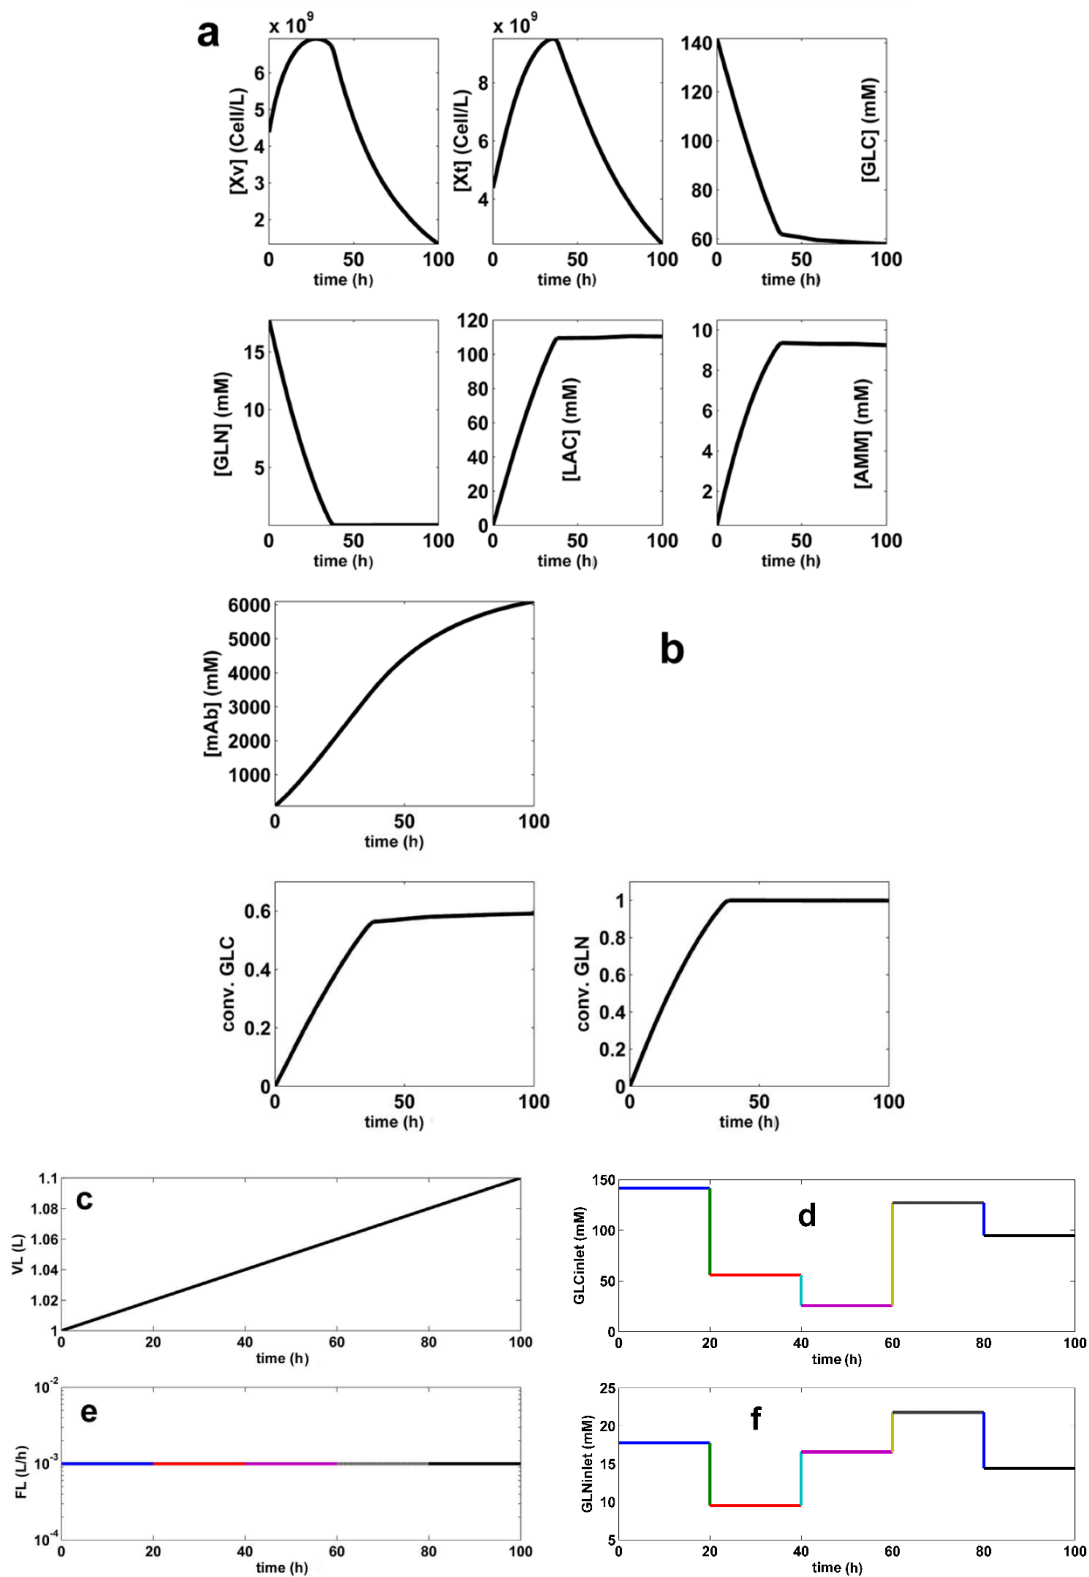 a
x 10^9
[Xv] (Cell/L)
6
5
4
3
2
0 50 100
time (h)
x 10^9
[Xt] (Cell/L)
8
6
4
0 50 100
time (h)
[GLC] (mM)
140
120
100
80
60
0 50 100
time (h)
[GLN] (mM)
15
10
5
0 50 100
time (h)
[LAC] (mM)
120
100
80
60
40
20
0
0 50 100
time (h)
[AMM] (mM)
10
8
6
4
2
0 50 100
time (h)
[mAb] (mM)
6000
5000
4000
3000
2000
1000
0 50 100
time (h)
b
conv. GLC
0.6
0.4
0.2
0
0 50 100
time (h)
conv. GLN
1
0.8
0.6
0.4
0.2
0
0 50 100
time (h)
c
VL (L)
1.1
1.08
1.06
1.04
1.02
1
0 20 40 60 80 100
time (h)
d
GLCinlet (mM)
150
100
50
0
0 20 40 60 80 100
time (h)
e
FL (L/h)
10^-2
10^-3
10^-4
0 20 40 60 80 100
time (h)
f
GLNinlet (mM)
25
20
15
10
5
0 20 40 60 80 100
time (h)